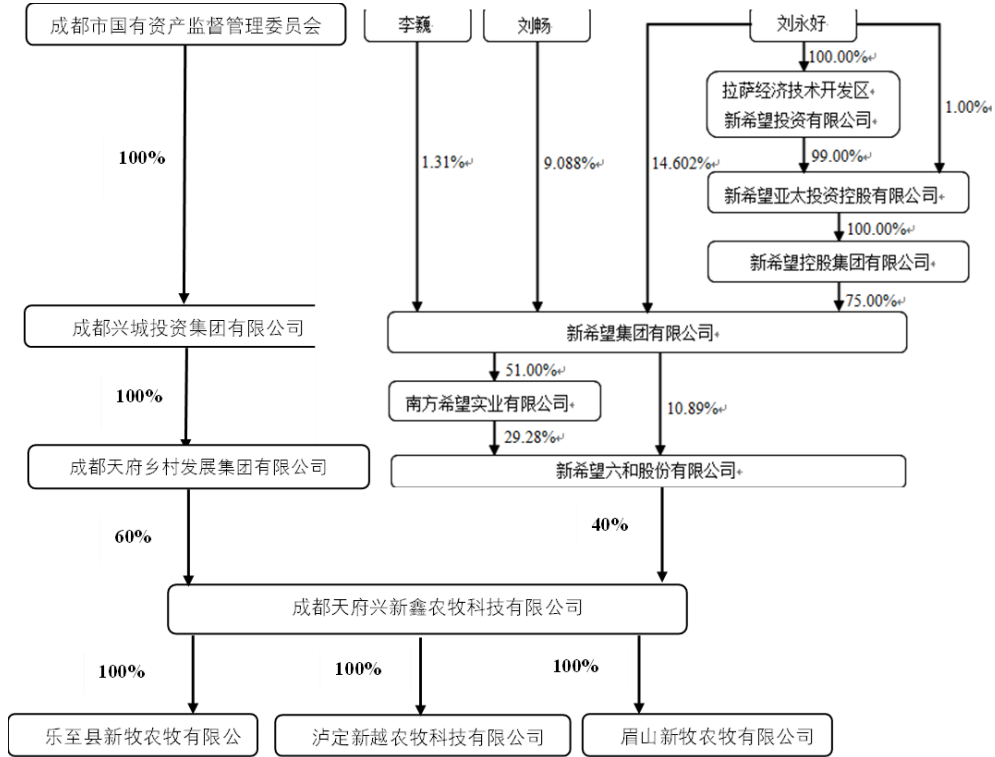 成都市国有资产监督管理委员会
李巍
刘畅
刘永好
100.00%
拉萨经济技术开发区
新希望投资有限公司
1.00%
100%
1.31%
9.088%
14.602%
99.00%
新希望亚太投资控股有限公司
100.00%
新希望控股集团有限公司
75.00%
成都兴城投资集团有限公司
新希望集团有限公司
100%
51.00%
南方希望实业有限公司
10.89%
29.28%
成都天府乡村发展集团有限公司
新希望六和股份有限公司
60%
40%
成都天府兴新鑫农牧科技有限公司
100%
100%
100%
乐至县新牧农牧有限公
泸定新越农牧科技有限公司
眉山新牧农牧有限公司